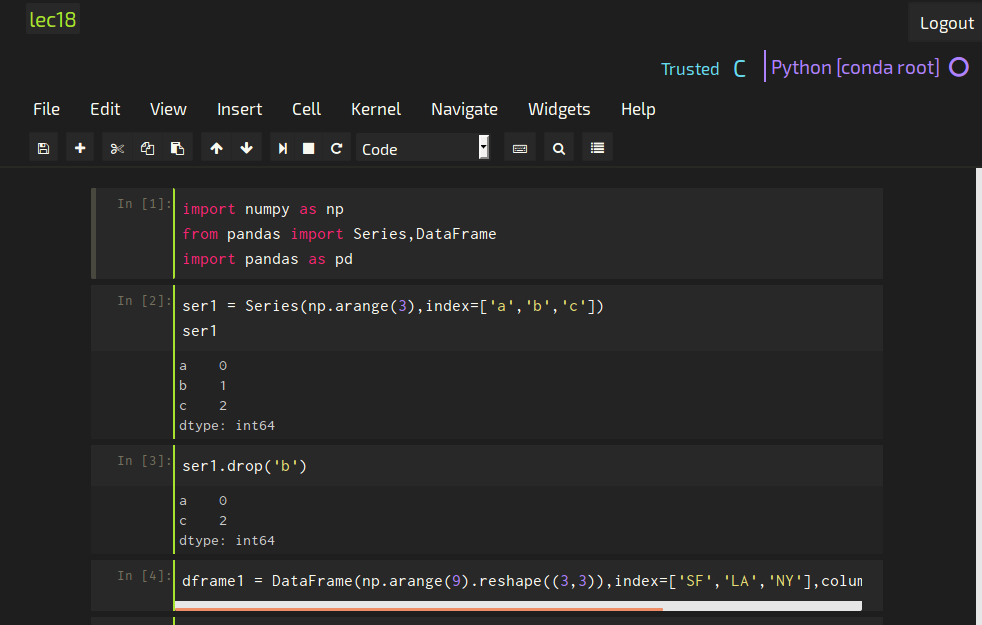 lec18
Logout
Trusted
Python [conda root]
File Edit View Insert Cell Kernel Navigate Widgets Help
Code
In [1]:
import numpy as np
from pandas import Series,DataFrame
import pandas as pd
In [2]:
ser1 = Series(np.arange(3),index=['a','b','c'])
ser1
a    0
b    1
c    2
dtype: int64
In [3]:
ser1.drop('b')
a    0
c    2
dtype: int64
In [4]:
dframe1 = DataFrame(np.arange(9).reshape((3,3)),index=['SF','LA','NY'],colum